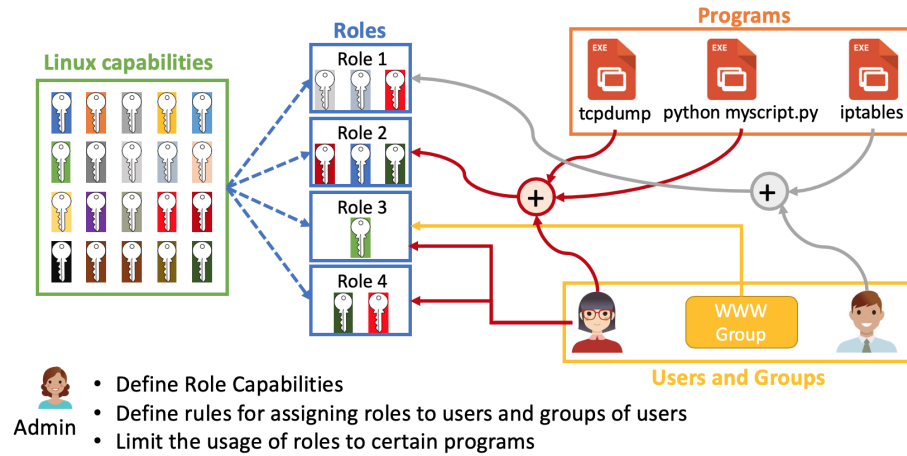 Programs
Roles
Linux capabilities
EXE
EXE
EXE
tcpdump
python myscript.py
iptables
Role 1
Role 2
Role 3
Role 4
+
+
WWW
Group
Users and Groups
Admin
• Define Role Capabilities
• Define rules for assigning roles to users and groups of users
• Limit the usage of roles to certain programs